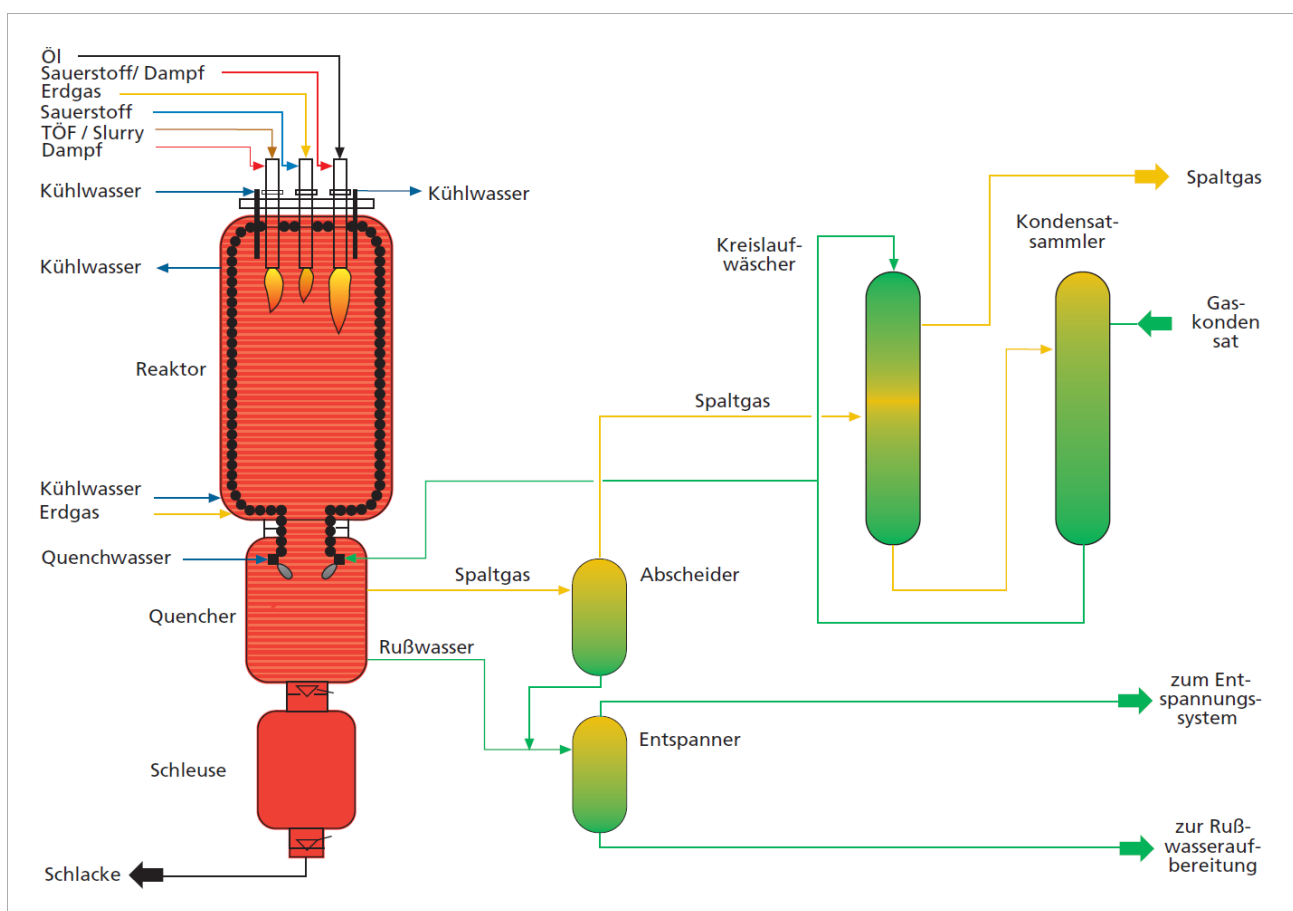 Öl
Sauerstoff/ Dampf
Erdgas
Sauerstoff
TÖF / Slurry
Dampf
Kühlwasser
Kühlwasser
Kühlwasser
Reaktor
Kühlwasser
Erdgas
Quenchwasser
Quencher
Schleuse
Schlacke
Spaltgas
Rußwasser
Abscheider
Entspanner
Spaltgas
Kreislauf-
wäscher
Kondensat-
sammler
Spaltgas
Gas-
konden
sat
zum Ent-
spannungs-
system
zur Ruß-
wasserauf-
bereitung